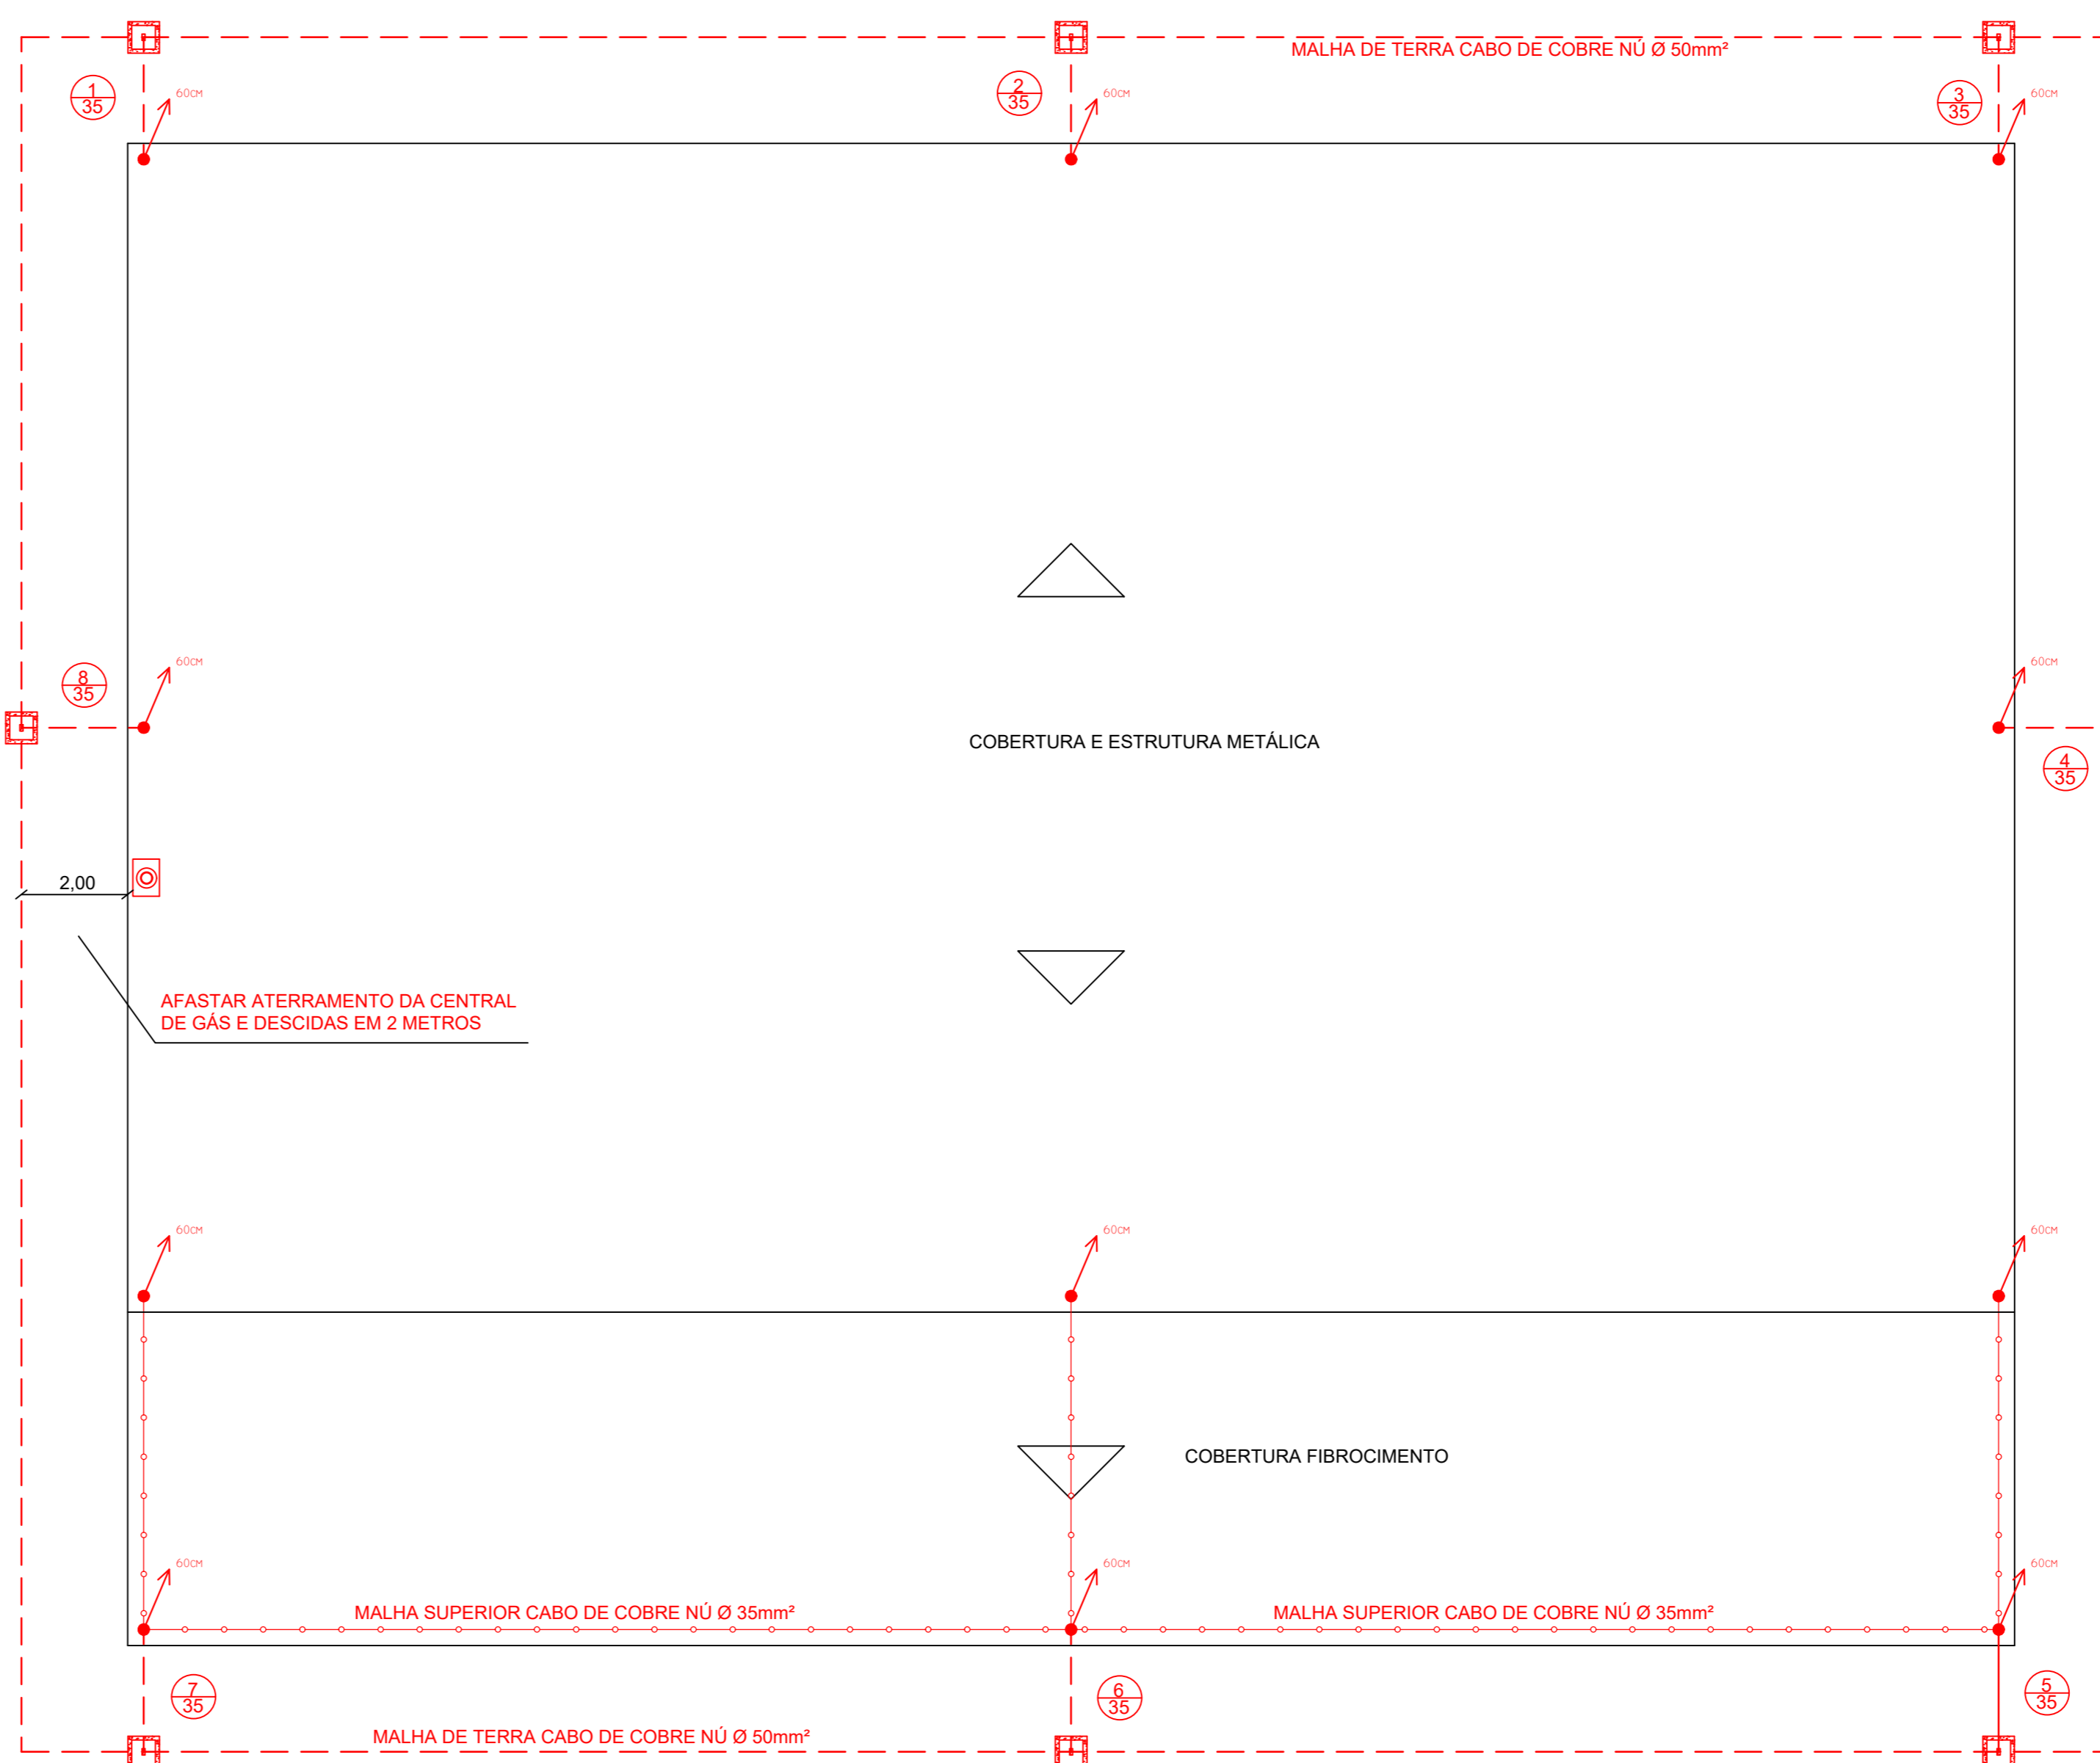 MALHA DE TERRA CABO DE COBRE NÚ Ø 50mm²
1
35
60CM
2
35
60CM
3
35
60CM
8
35
60CM
60CM
COBERTURA E ESTRUTURA METÁLICA
4
35
2,00
AFASTAR ATERRAMENTO DA CENTRAL
DE GÁS E DESCIDAS EM 2 METROS
60CM
60CM
60CM
COBERTURA FIBROCIMENTO
60CM
60CM
60CM
MALHA SUPERIOR CABO DE COBRE NÚ Ø 35mm²
MALHA SUPERIOR CABO DE COBRE NÚ Ø 35mm²
7
35
6
35
5
35
MALHA DE TERRA CABO DE COBRE NÚ Ø 50mm²